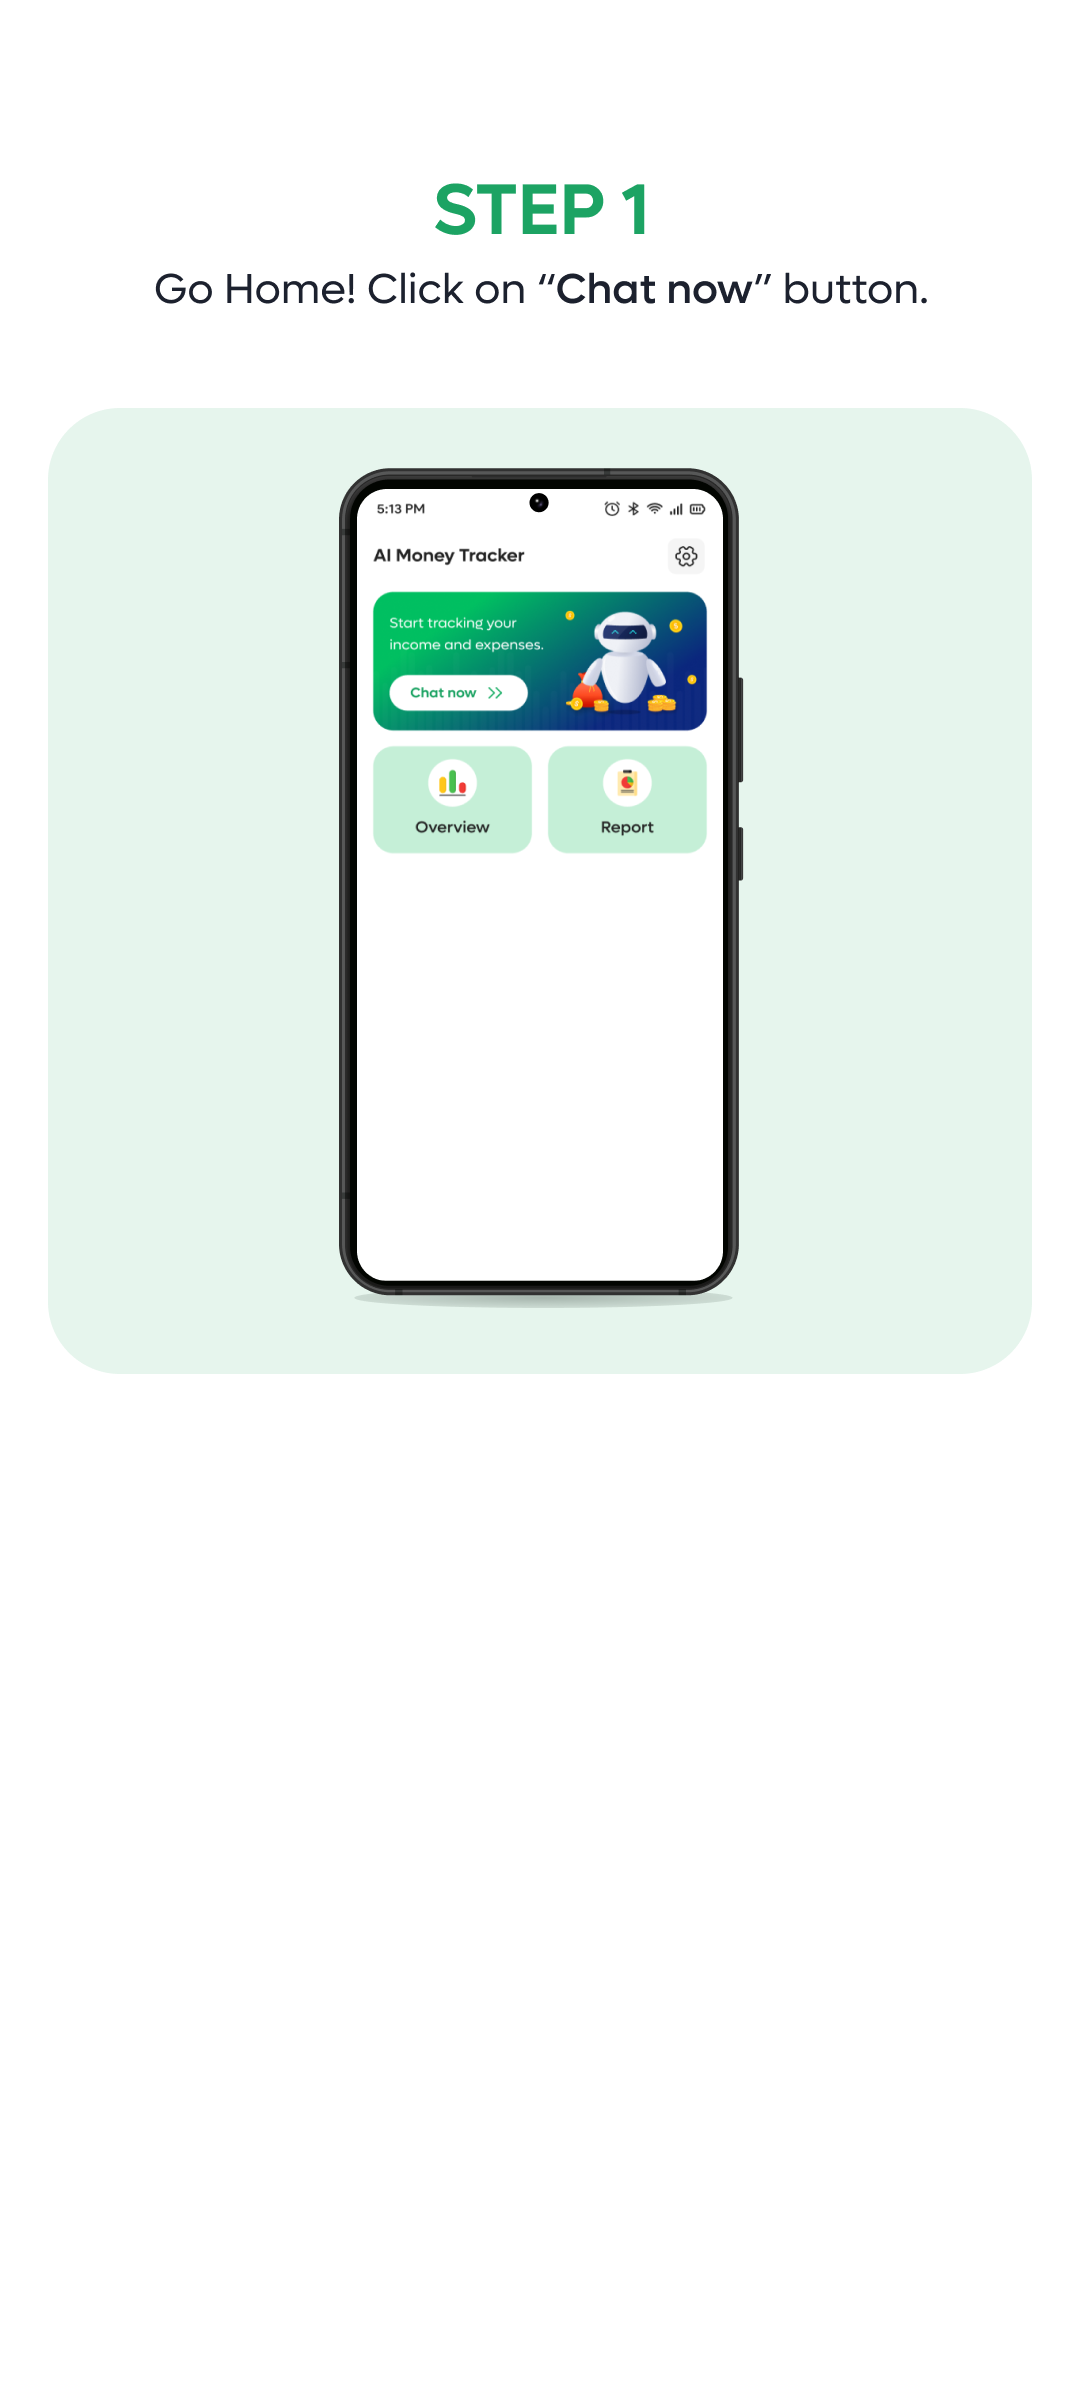 STEP 1
Go Home! Click on “Chat now” button.
5:13 PM
AI Money Tracker
Start tracking your
income and expenses.
Chat now
Overview
Report